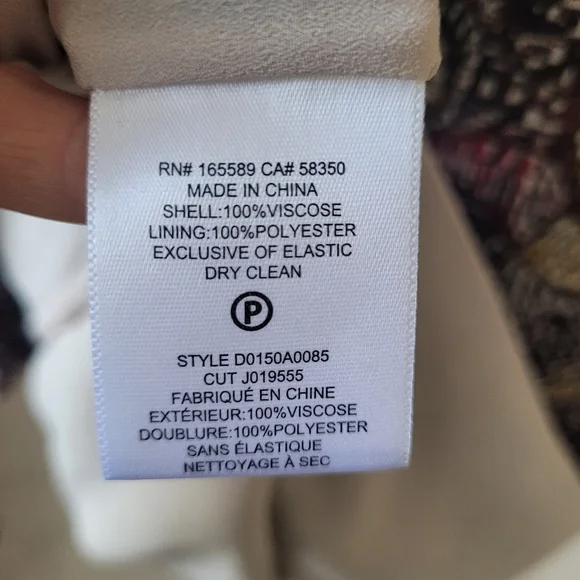 RN# 165589 CA# 58350
MADE IN CHINA
SHELL:100%VISCOSE
LINING:100%POLYESTER
EXCLUSIVE OF ELASTIC
DRY CLEAN
P
STYLE D0150A0085
CUT J019555
FABRIQUÉ EN CHINE
EXTÉRIEUR:100%VISCOSE
DOUBLURE:100%POLYESTER
SANS ÉLASTIQUE
NETTOYAGE À SEC